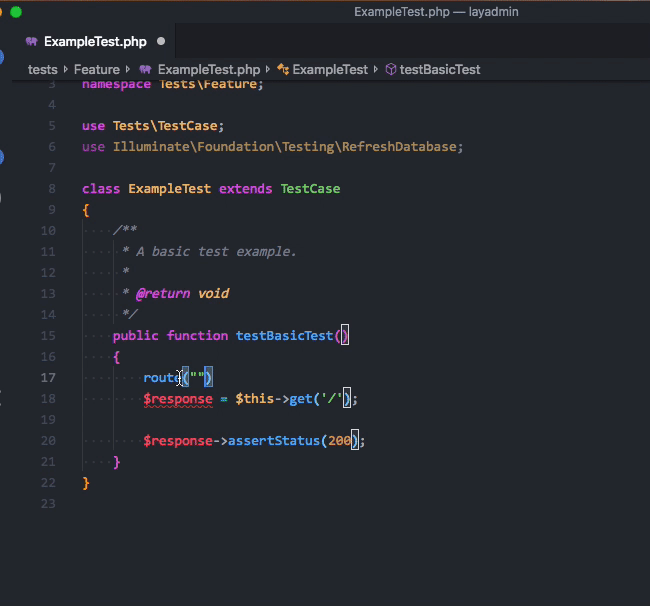 ExampleTest.php — layadmin
ExampleTest.php
tests Feature ExampleTest.php ExampleTest testBasicTest
3 namespace Tests\Feature;
4
5 use Tests\TestCase;
6 use Illuminate\Foundation\Testing\RefreshDatabase;
7
8 class ExampleTest extends TestCase
9 {
10 /**
11 * A basic test example.
12 *
13 * @return void
14 */
15 public function testBasicTest()
16 {
17 route("")
18 $response = $this->get('/');
19
20 $response->assertStatus(200);
21 }
22 }
23